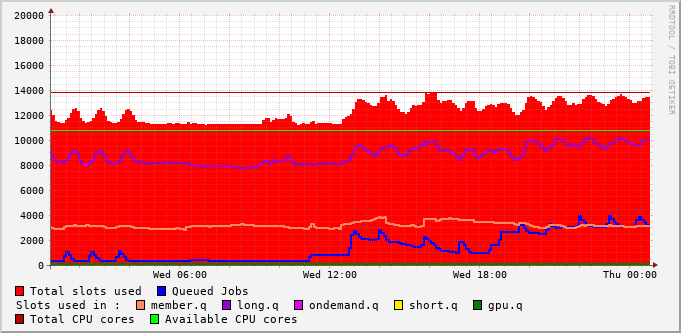 20000
18000
16000
14000
12000
10000
8000
6000
4000
2000
0
Wed 06:00 Wed 12:00 Wed 18:00 Thu 00:00
Total slots used Queued Jobs
Slots used in : member.q long.q ondemand.q short.q gpu.q
Total CPU cores Available CPU cores
RRDTOOL / TOBI OETIKER